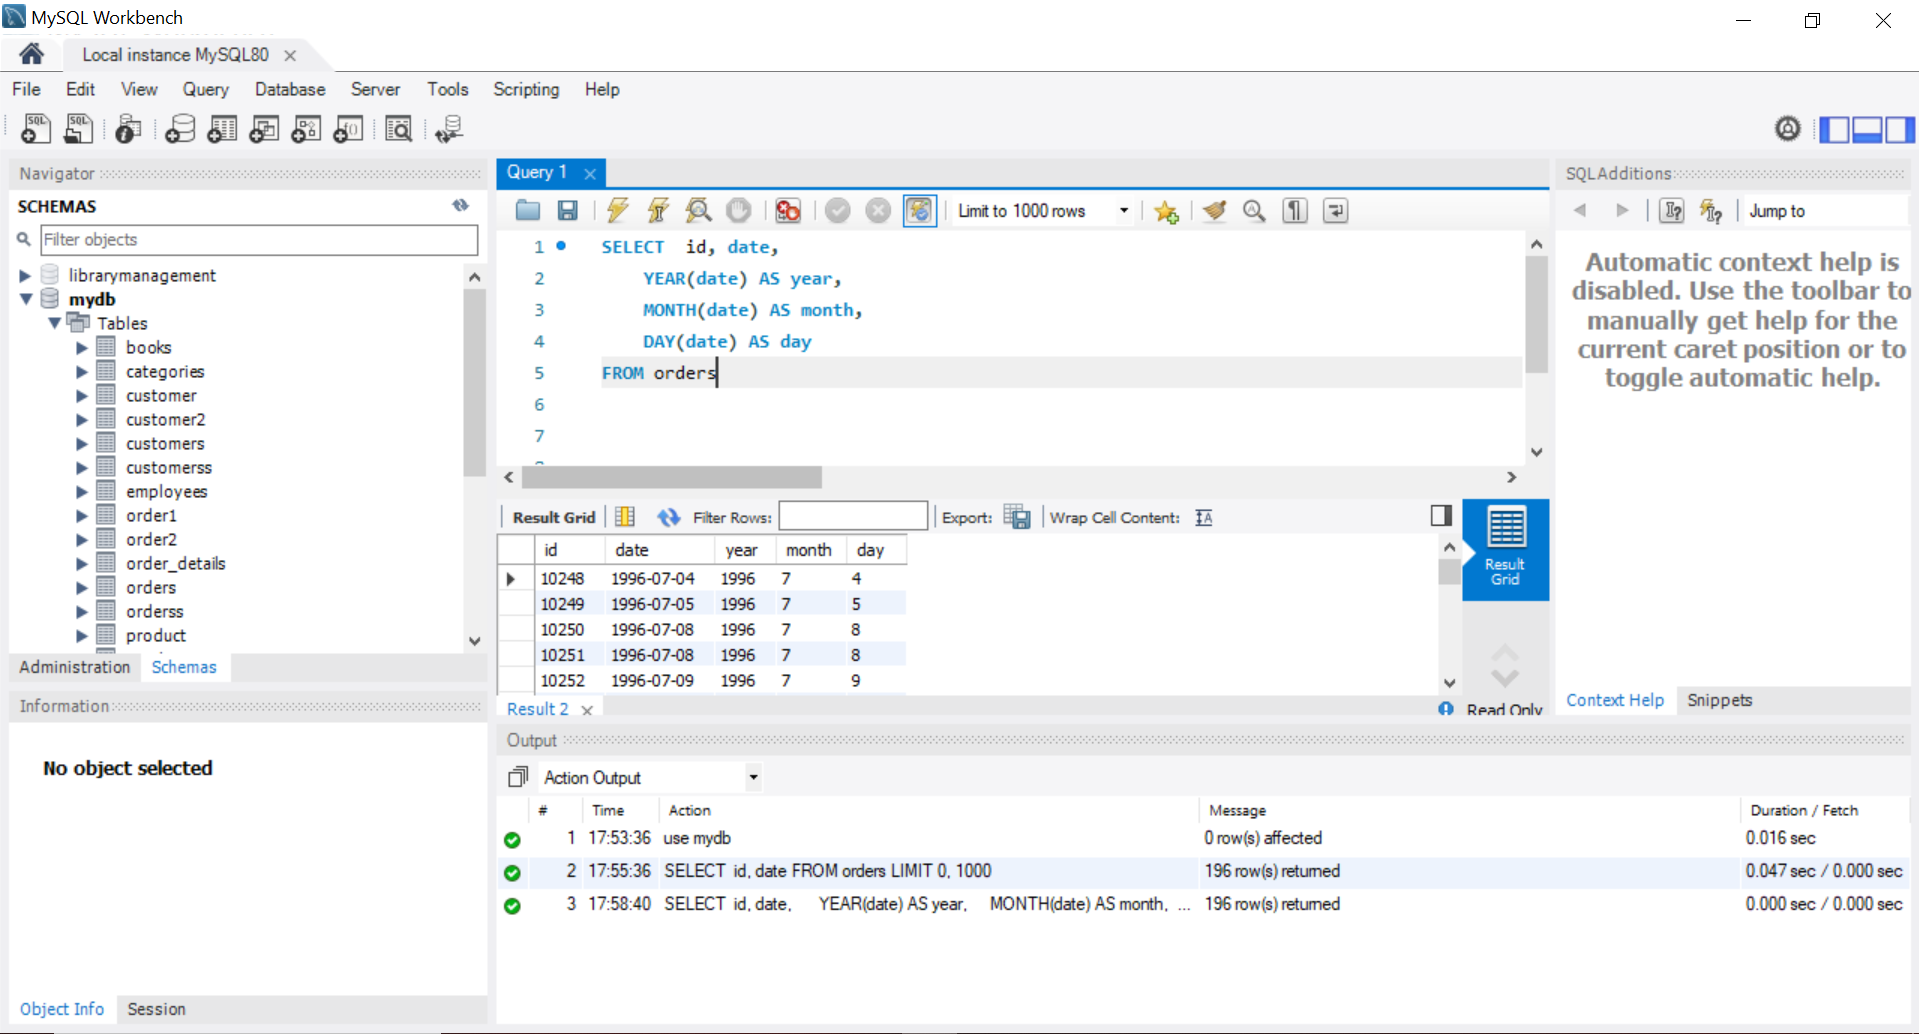 MySQL Workbench
Local instance MySQL80
File Edit View Query Database Server Tools Scripting Help
Navigator
SCHEMAS
Filter objects
librarymanagement
mydb
Tables
books
categories
customer
customer2
customers
customerss
employees
order1
order2
order_details
orders
orderss
product
Administration Schemas
Information
No object selected
Object Info Session
Query 1
Limit to 1000 rows
1 SELECT id, date,
2 YEAR(date) AS year,
3 MONTH(date) AS month,
4 DAY(date) AS day
5 FROM orders
6
7
Result Grid Filter Rows: Export: Wrap Cell Content:
id date year month day
10248 1996-07-04 1996 7 4
10249 1996-07-05 1996 7 5
10250 1996-07-08 1996 7 8
10251 1996-07-08 1996 7 8
10252 1996-07-09 1996 7 9
Result Grid
Result 2
Read Only
SQLAdditions
Jump to
Automatic context help is
disabled. Use the toolbar to
manually get help for the
current caret position or to
toggle automatic help.
Context Help Snippets
Output
Action Output
# Time Action Message Duration / Fetch
1 17:53:36 use mydb 0 row(s) affected 0.016 sec
2 17:55:36 SELECT id, date FROM orders LIMIT 0, 1000 196 row(s) returned 0.047 sec / 0.000 sec
3 17:58:40 SELECT id, date, YEAR(date) AS year, MONTH(date) AS month, ... 196 row(s) returned 0.000 sec / 0.000 sec